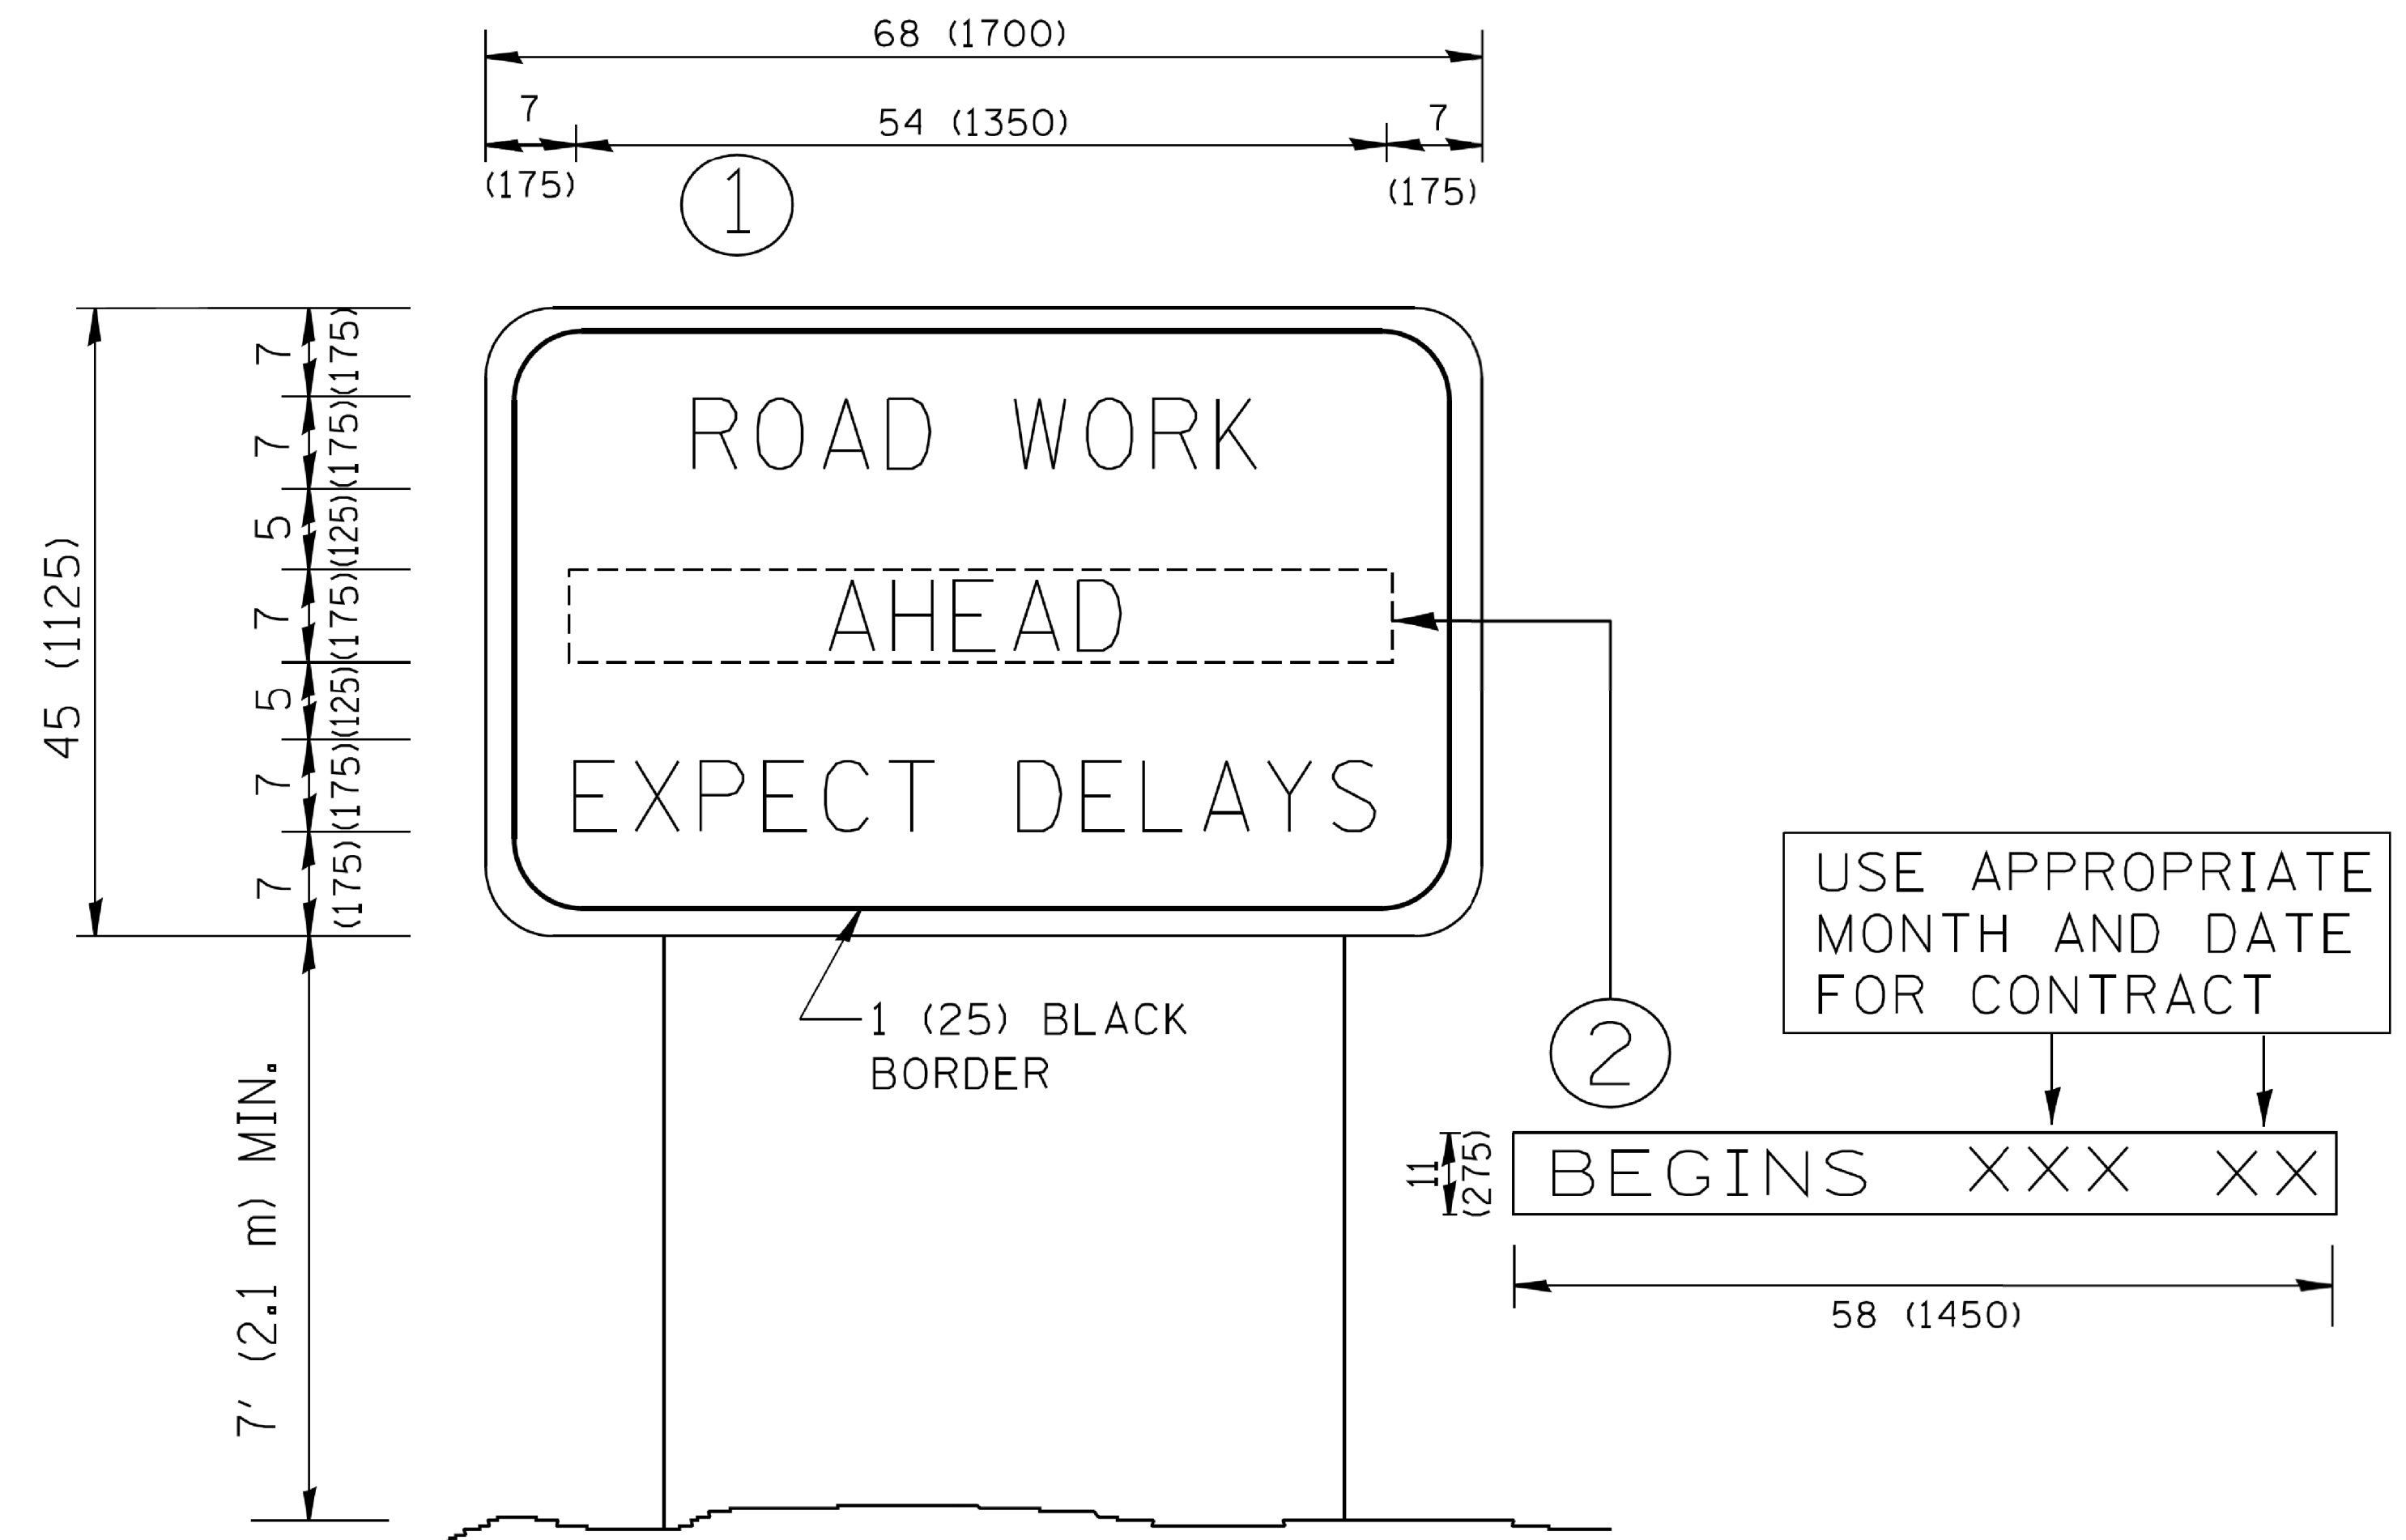 68 (1700)
7
54 (1350)
7
(175)
(175)
1
45 (1125)
7 (175)
7 (175)
5 (125)
7 (175)
5 (125)
7 (175)
7 (175)
7' (2.1 m) MIN.
ROAD WORK
AHEAD
EXPECT DELAYS
1 (25) BLACK
BORDER
2
USE APPROPRIATE
MONTH AND DATE
FOR CONTRACT
11
(275)
BEGINS XXX XX
58 (1450)